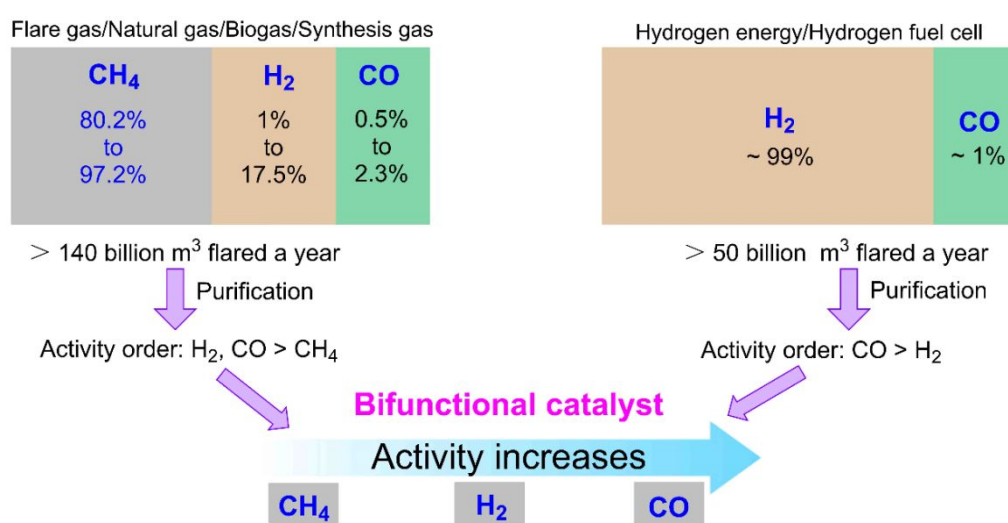 Flare gas/Natural gas/Biogas/Synthesis gas
CH₄
80.2%
to
97.2%
H₂
1%
to
17.5%
CO
0.5%
to
2.3%
> 140 billion m³ flared a year
Purification
Activity order: H₂, CO > CH₄
Hydrogen energy/Hydrogen fuel cell
H₂
~ 99%
CO
~ 1%
> 50 billion m³ flared a year
Purification
Activity order: CO > H₂
Bifunctional catalyst
Activity increases
CH₄
H₂
CO